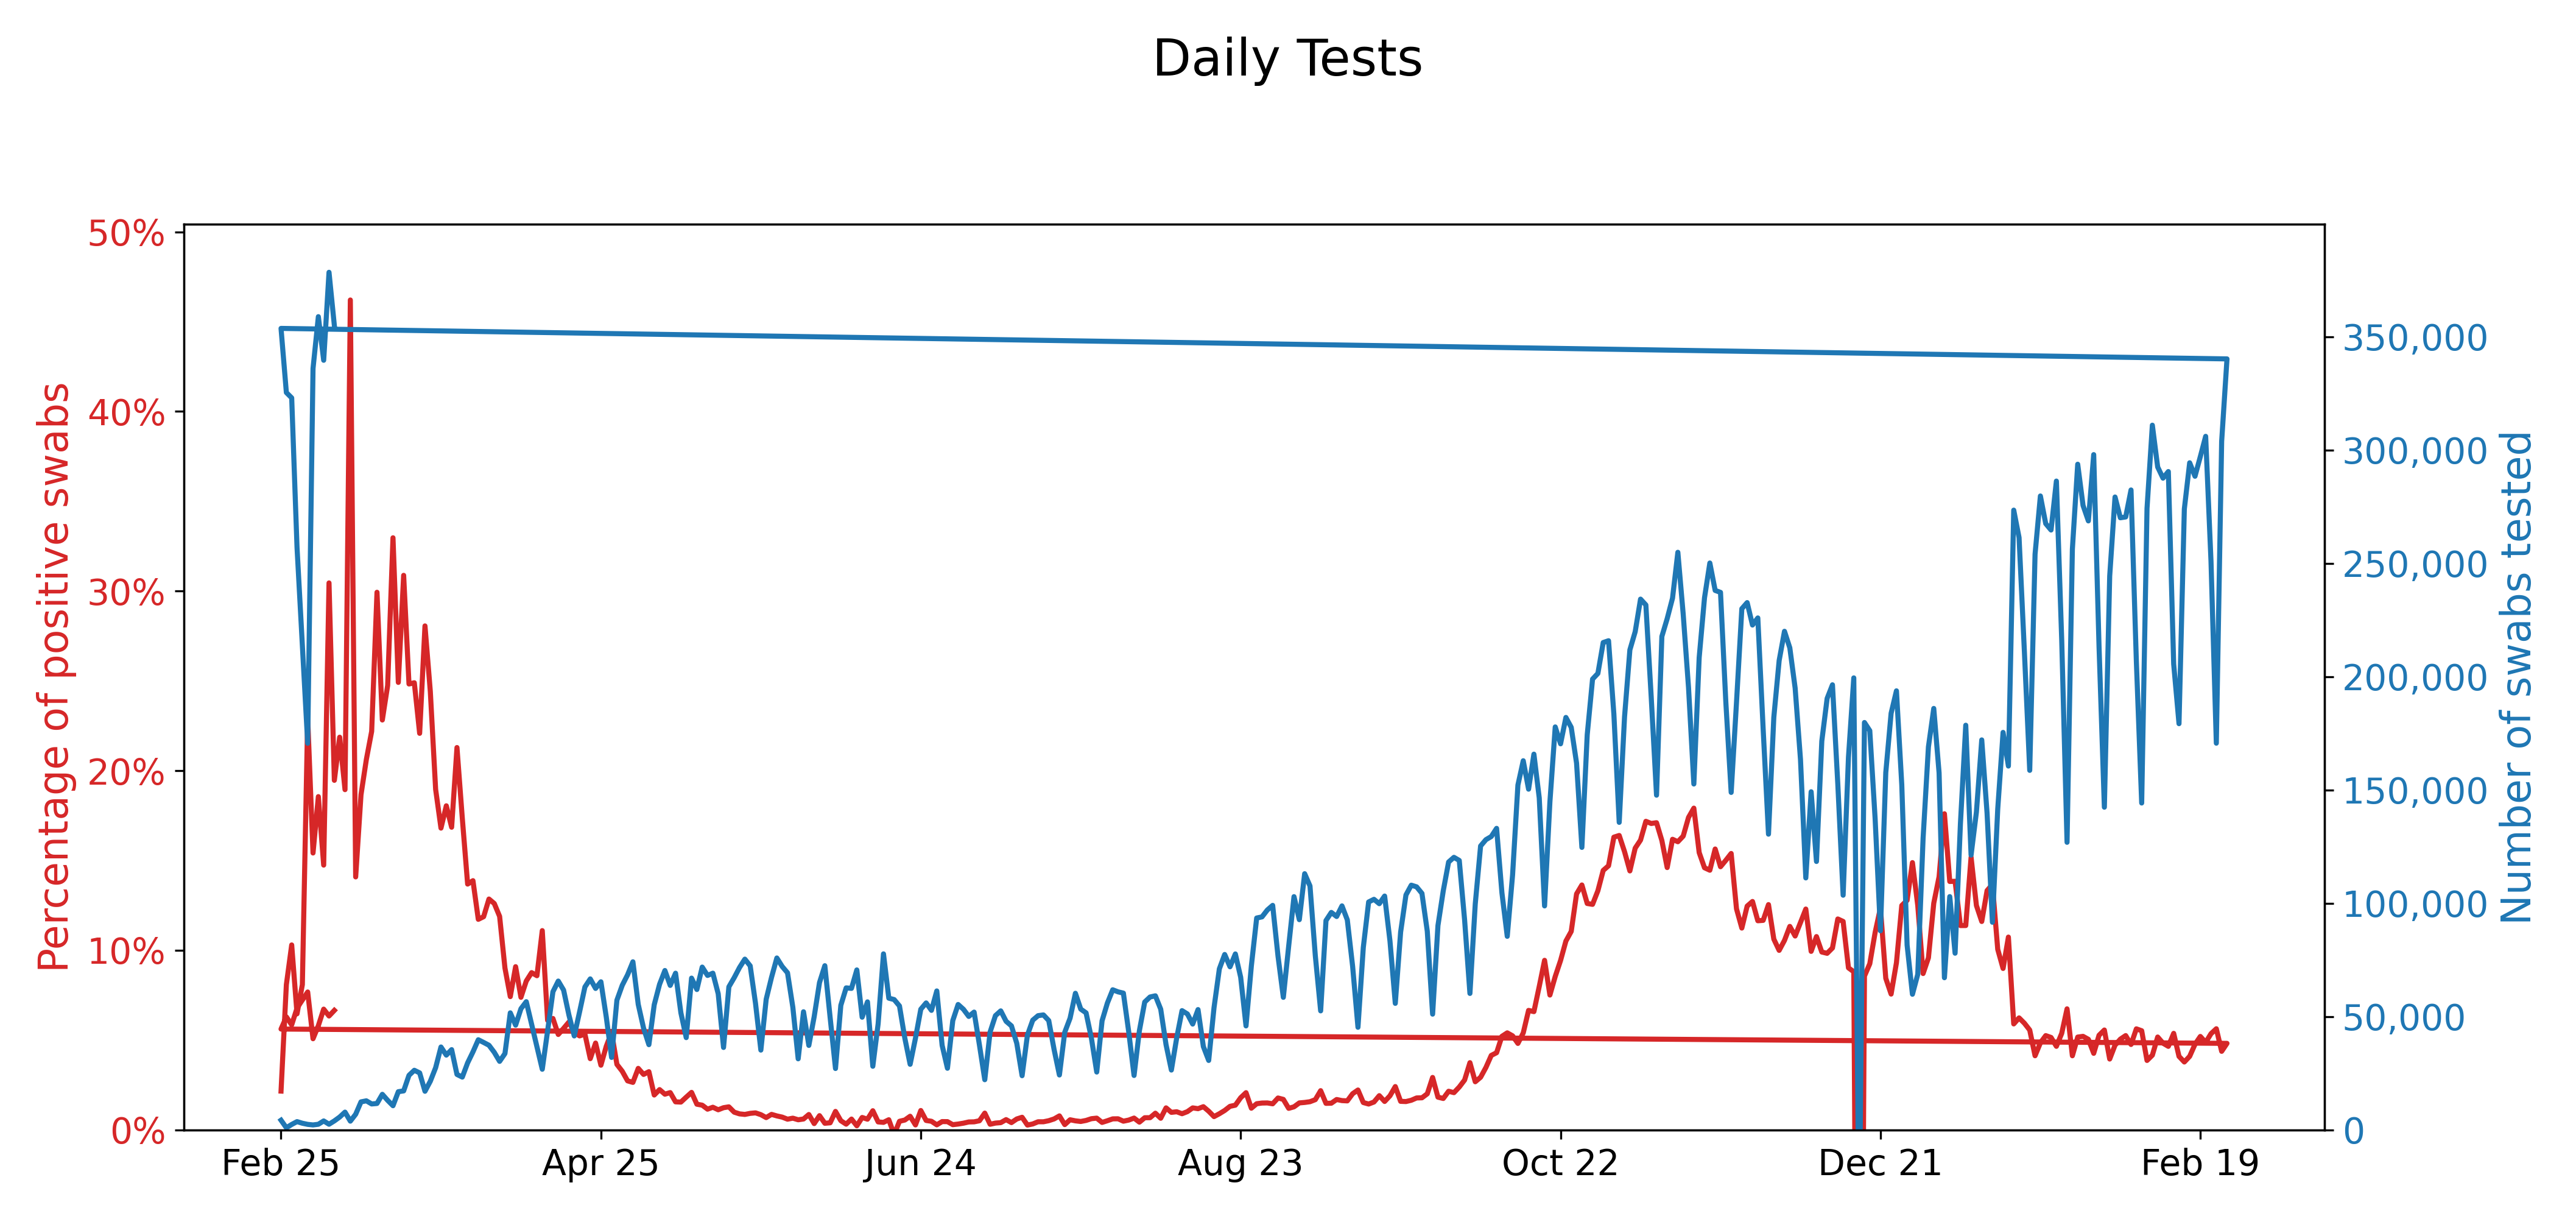 Daily Tests
Percentage of positive swabs
50%
40%
30%
20%
10%
0%
350,000
300,000
250,000
200,000
150,000
100,000
50,000
0
Number of swabs tested
Feb 25
Apr 25
Jun 24
Aug 23
Oct 22
Dec 21
Feb 19